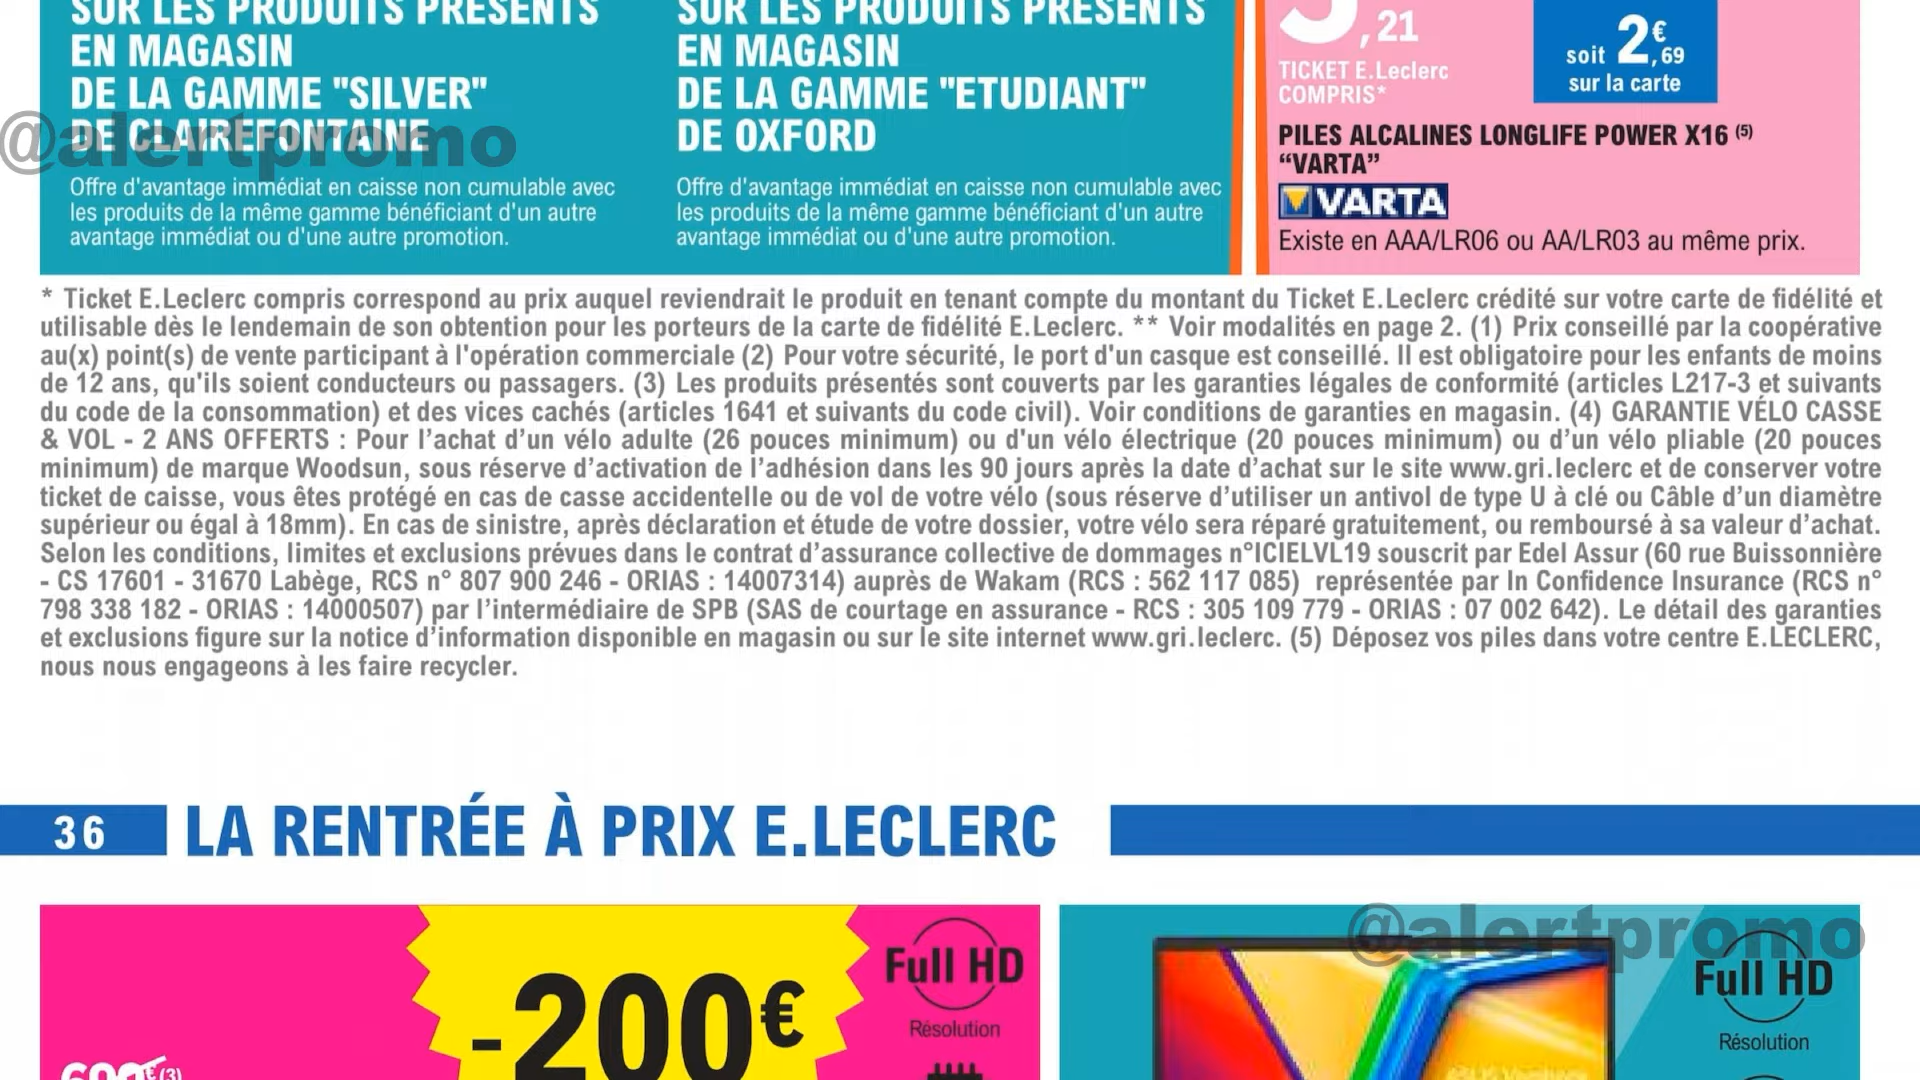 SUR LES PRODUITS PRÉSENTS
EN MAGASIN
DE LA GAMME "SILVER"
DE CLAIREFONTAINE
Offre d'avantage immédiat en caisse non cumulable avec
les produits de la même gamme bénéficiant d'un autre
avantage immédiat ou d'une autre promotion.
SUR LES PRODUITS PRÉSENTS
EN MAGASIN
DE LA GAMME "ETUDIANT"
DE OXFORD
Offre d'avantage immédiat en caisse non cumulable avec
les produits de la même gamme bénéficiant d'un autre
avantage immédiat ou d'une autre promotion.
,21
TICKET E.Leclerc
COMPRIS*
soit 2€,69
sur la carte
PILES ALCALINES LONGLIFE POWER X16 (5)
“VARTA”
VARTA
Existe en AAA/LR06 ou AA/LR03 au même prix.
@alertpromo
* Ticket E.Leclerc compris correspond au prix auquel reviendrait le produit en tenant compte du montant du Ticket E.Leclerc crédité sur votre carte de fidélité et
utilisable dès le lendemain de son obtention pour les porteurs de la carte de fidélité E.Leclerc. ** Voir modalités en page 2. (1) Prix conseillé par la coopérative
au(x) point(s) de vente participant à l'opération commerciale (2) Pour votre sécurité, le port d'un casque est conseillé. Il est obligatoire pour les enfants de moins
de 12 ans, qu'ils soient conducteurs ou passagers. (3) Les produits présentés sont couverts par les garanties légales de conformité (articles L217-3 et suivants
du code de la consommation) et des vices cachés (articles 1641 et suivants du code civil). Voir conditions de garanties en magasin. (4) GARANTIE VÉLO CASSE
& VOL - 2 ANS OFFERTS : Pour l’achat d’un vélo adulte (26 pouces minimum) ou d'un vélo électrique (20 pouces minimum) ou d’un vélo pliable (20 pouces
minimum) de marque Woodsun, sous réserve d’activation de l’adhésion dans les 90 jours après la date d’achat sur le site www.gri.leclerc et de conserver votre
ticket de caisse, vous êtes protégé en cas de casse accidentelle ou de vol de votre vélo (sous réserve d’utiliser un antivol de type U à clé ou Câble d’un diamètre
supérieur ou égal à 18mm). En cas de sinistre, après déclaration et étude de votre dossier, votre vélo sera réparé gratuitement, ou remboursé à sa valeur d’achat.
Selon les conditions, limites et exclusions prévues dans le contrat d’assurance collective de dommages n°ICIELVL19 souscrit par Edel Assur (60 rue Buissonnière
- CS 17601 - 31670 Labège, RCS n° 807 900 246 - ORIAS : 14007314) auprès de Wakam (RCS : 562 117 085) représentée par In Confidence Insurance (RCS n°
798 338 182 - ORIAS : 14000507) par l’intermédiaire de SPB (SAS de courtage en assurance - RCS : 305 109 779 - ORIAS : 07 002 642). Le détail des garanties
et exclusions figure sur la notice d’information disponible en magasin ou sur le site internet www.gri.leclerc. (5) Déposez vos piles dans votre centre E.LECLERC,
nous nous engageons à les faire recycler.
36 LA RENTRÉE À PRIX E.LECLERC
-200€
Full HD
Résolution
€(3)
@alertpromo
Full HD
Résolution